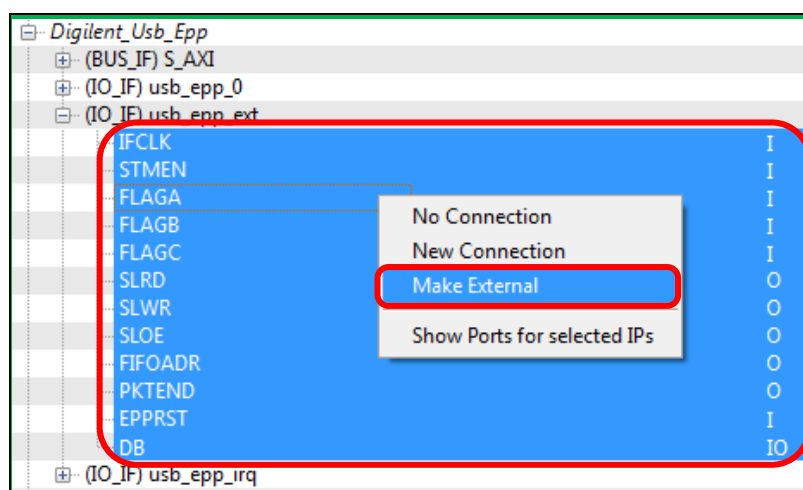 Digilent_Usb_Epp
(BUS_IF) S_AXI
(IO_IF) usb_epp_0
(IO_IF) usb_epp_ext
IFCLK I
STMEN I
FLAGA I
FLAGB I
FLAGC I
SLRD O
SLWR O
SLOE O
FIFOADR O
PKTEND O
EPPRST I
DB IO
(IO_IF) usb_epp_irq
No Connection
New Connection
Make External
Show Ports for selected IPs